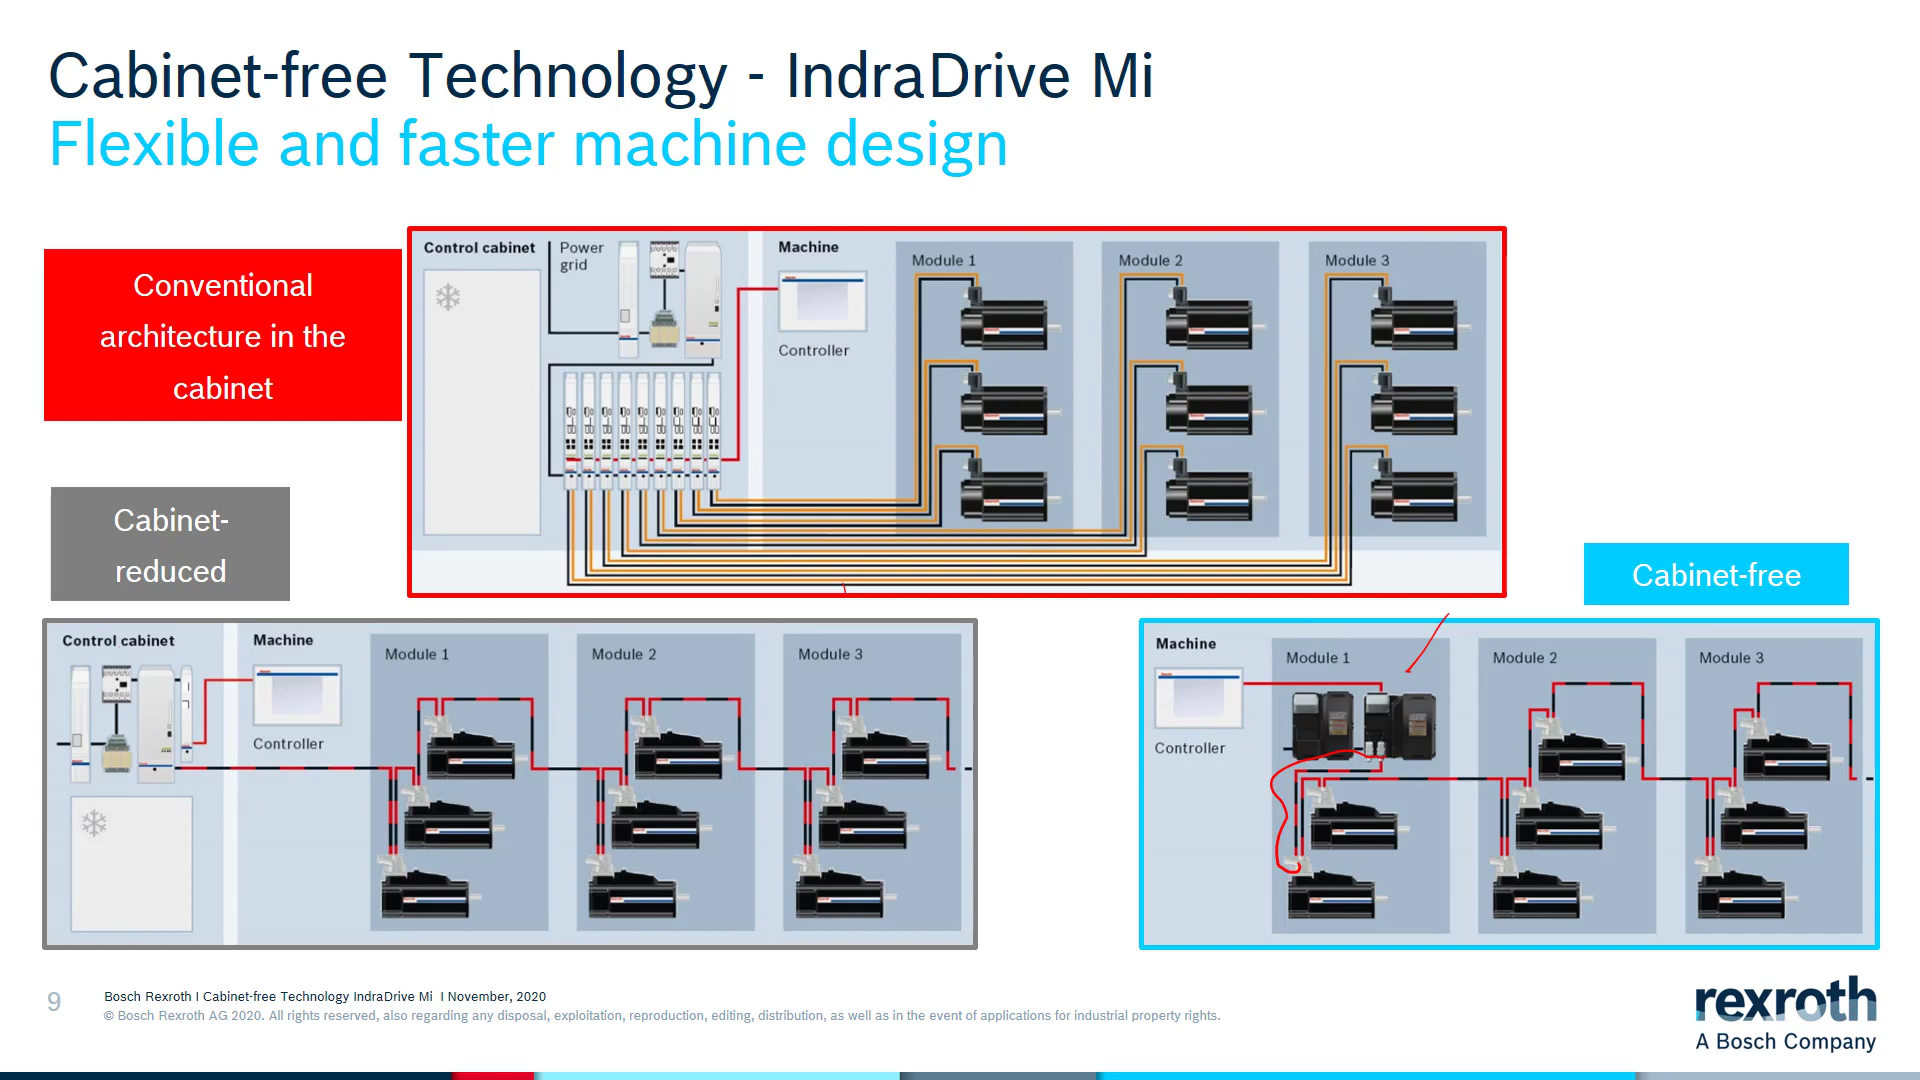 Cabinet-free Technology - IndraDrive Mi
Flexible and faster machine design
Conventional
architecture in the
cabinet
Control cabinet
Power
grid
Machine
Controller
Module 1
Module 2
Module 3
Cabinet-
reduced
Control cabinet
Machine
Controller
Module 1
Module 2
Module 3
Cabinet-free
Machine
Controller
Module 1
Module 2
Module 3
9
Bosch Rexroth I Cabinet-free Technology IndraDrive Mi I November, 2020
© Bosch Rexroth AG 2020. All rights reserved, also regarding any disposal, exploitation, reproduction, editing, distribution, as well as in the event of applications for industrial property rights.
rexroth
A Bosch Company